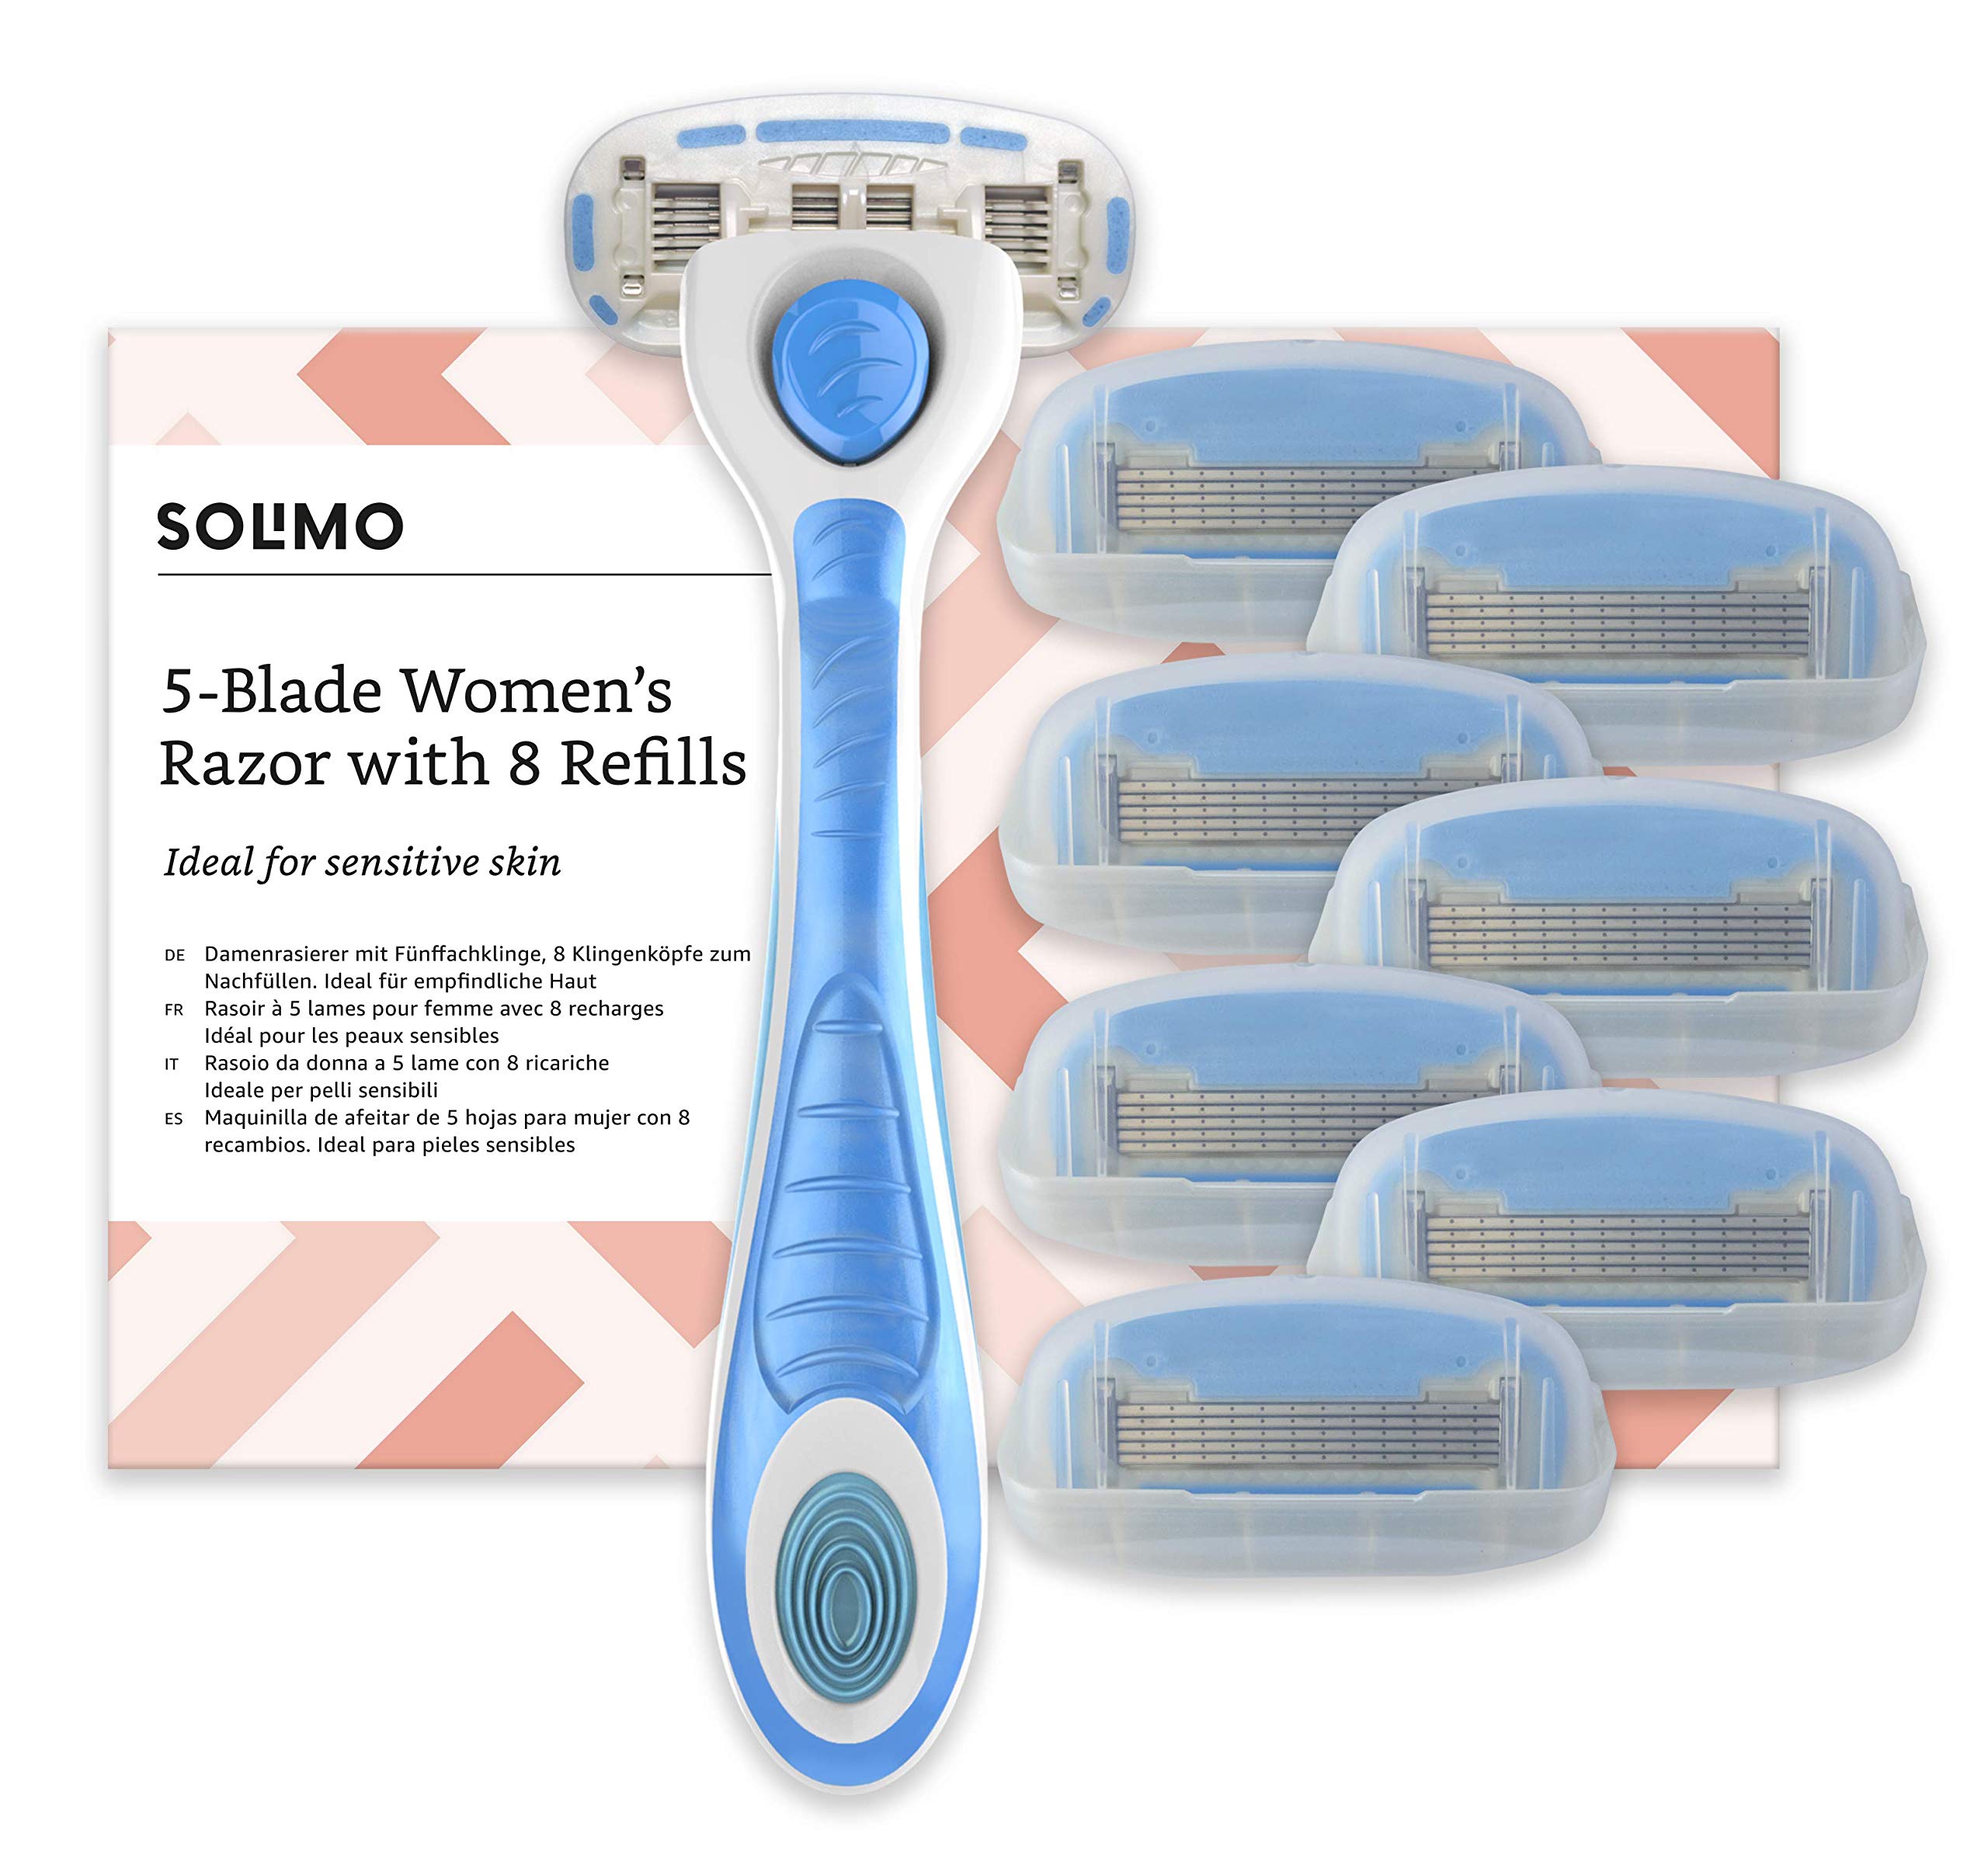 SOLIMO
5-Blade Women’s
Razor with 8 Refills
Ideal for sensitive skin
DE Damenrasierer mit Fünffachklinge, 8 Klingenköpfe zum
Nachfüllen. Ideal für empfindliche Haut
FR Rasoir à 5 lames pour femme avec 8 recharges
Idéal pour les peaux sensibles
IT Rasoio da donna a 5 lame con 8 ricariche
Ideale per pelli sensibili
ES Maquinilla de afeitar de 5 hojas para mujer con 8
recambios. Ideal para pieles sensibles